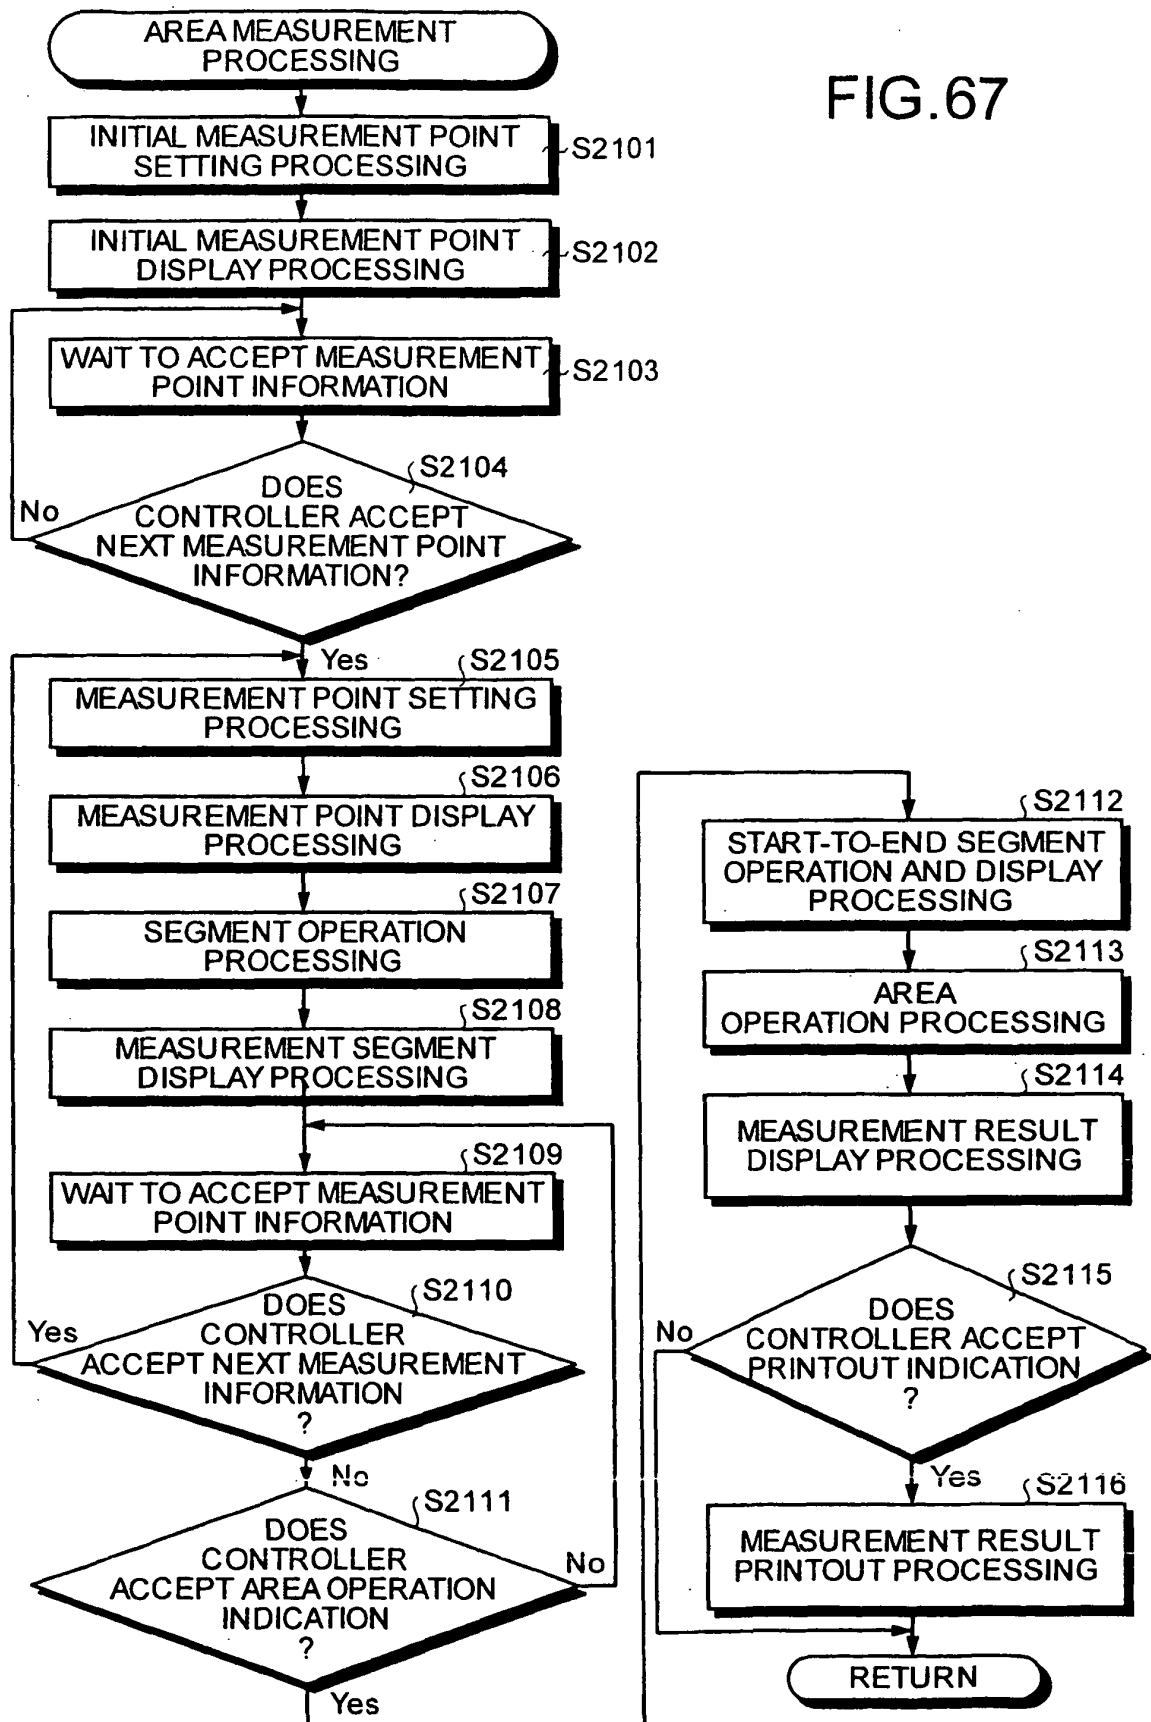 AREA MEASUREMENT
PROCESSING
FIG.67
INITIAL MEASUREMENT POINT
SETTING PROCESSING
S2101
INITIAL MEASUREMENT POINT
DISPLAY PROCESSING
S2102
WAIT TO ACCEPT MEASUREMENT
POINT INFORMATION
S2103
S2104
DOES
CONTROLLER ACCEPT
NEXT MEASUREMENT POINT
INFORMATION?
No
Yes
S2105
MEASUREMENT POINT SETTING
PROCESSING
S2106
MEASUREMENT POINT DISPLAY
PROCESSING
S2107
SEGMENT OPERATION
PROCESSING
S2108
MEASUREMENT SEGMENT
DISPLAY PROCESSING
S2109
WAIT TO ACCEPT MEASUREMENT
POINT INFORMATION
S2110
DOES
CONTROLLER
ACCEPT NEXT MEASUREMENT
INFORMATION
?
Yes
No
S2111
DOES
CONTROLLER
ACCEPT AREA OPERATION
INDICATION
?
No
Yes
S2112
START-TO-END SEGMENT
OPERATION AND DISPLAY
PROCESSING
S2113
AREA
OPERATION PROCESSING
S2114
MEASUREMENT RESULT
DISPLAY PROCESSING
S2115
DOES
CONTROLLER ACCEPT
PRINTOUT INDICATION
?
No
Yes
S2116
MEASUREMENT RESULT
PRINTOUT PROCESSING
RETURN